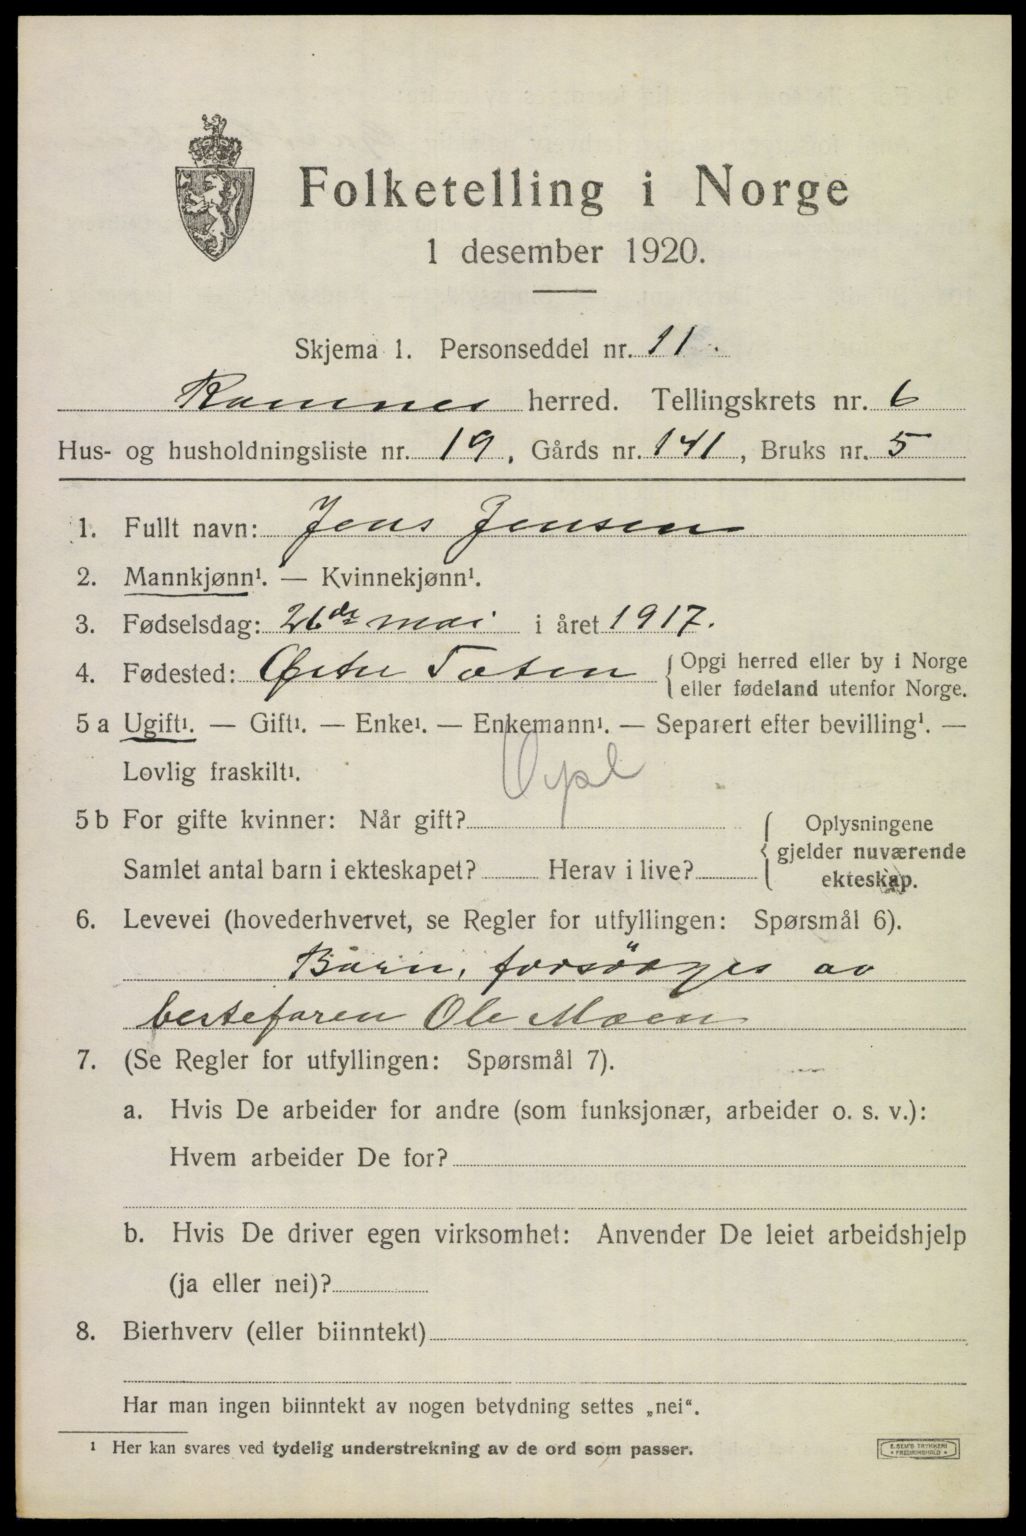 Folketelling i Norge
1 desember 1920.
Skjema 1. Personseddel nr. 11.
Ramnes herred. Tellingskrets nr. 6
Hus- og husholdningsliste nr. 19, Gårds nr. 141, Bruks nr. 5
1. Fullt navn: Jens Jensen
2. Mannkjønn¹. — Kvinnekjønn¹.
3. Fødselsdag: 26de mai i året 1917.
4. Fødested: Østre Toten { Opgi herred eller by i Norge
eller fødeland utenfor Norge.
5 a Ugift¹. — Gift¹. — Enke¹. — Enkemann¹. — Separert efter bevilling¹. —
Lovlig fraskilt¹. Opl
5 b For gifte kvinner: Når gift? { Oplysningene
gjelder nuværende
Samlet antal barn i ekteskapet? Herav i live? ekteskap.
6. Levevei (hovederhvervet, se Regler for utfyllingen: Spørsmål 6).
Barn, forsörges av
bestefaren Ole Moen
7. (Se Regler for utfyllingen: Spørsmål 7).
a. Hvis De arbeider for andre (som funksjonær, arbeider o. s. v.):
Hvem arbeider De for?
b. Hvis De driver egen virksomhet: Anvender De leiet arbeidshjelp
(ja eller nei)?
8. Bierhverv (eller biinntekt)
Har man ingen biinntekt av nogen betydning settes „nei“.
¹ Her kan svares ved tydelig understrekning av de ord som passer.
E. SEM'S TRYKKERI
FREDRIKSHALD